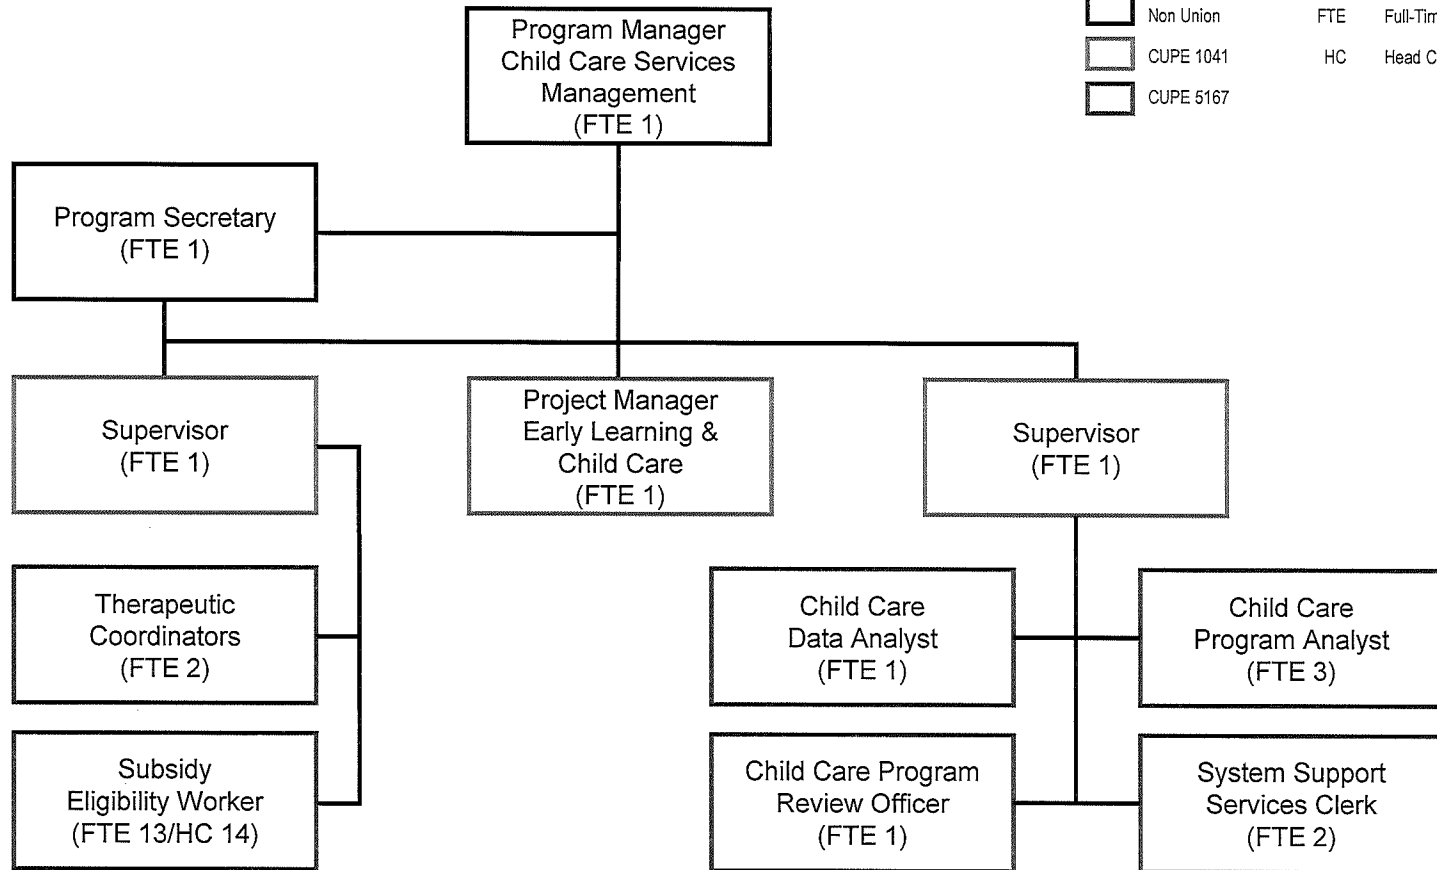 Program Manager
Child Care Services
Management
(FTE 1)
Non Union
FTE
CUPE 1041
HC
Head
CUPE 5167
Program Secretary
(FTE 1)
Supervisor
(FTE 1)
Project Manager
Early Learning &
Child Care
(FTE 1)
Supervisor
(FTE 1)
Therapeutic
Coordinators
(FTE 2)
Subsidy
Eligibility Worker
(FTE 13/HC 14)
Child Care
Data Analyst
(FTE 1)
Child Care
Program Analyst
(FTE 3)
Child Care Program
Review Officer
(FTE 1)
System Support
Services Clerk
(FTE 2)